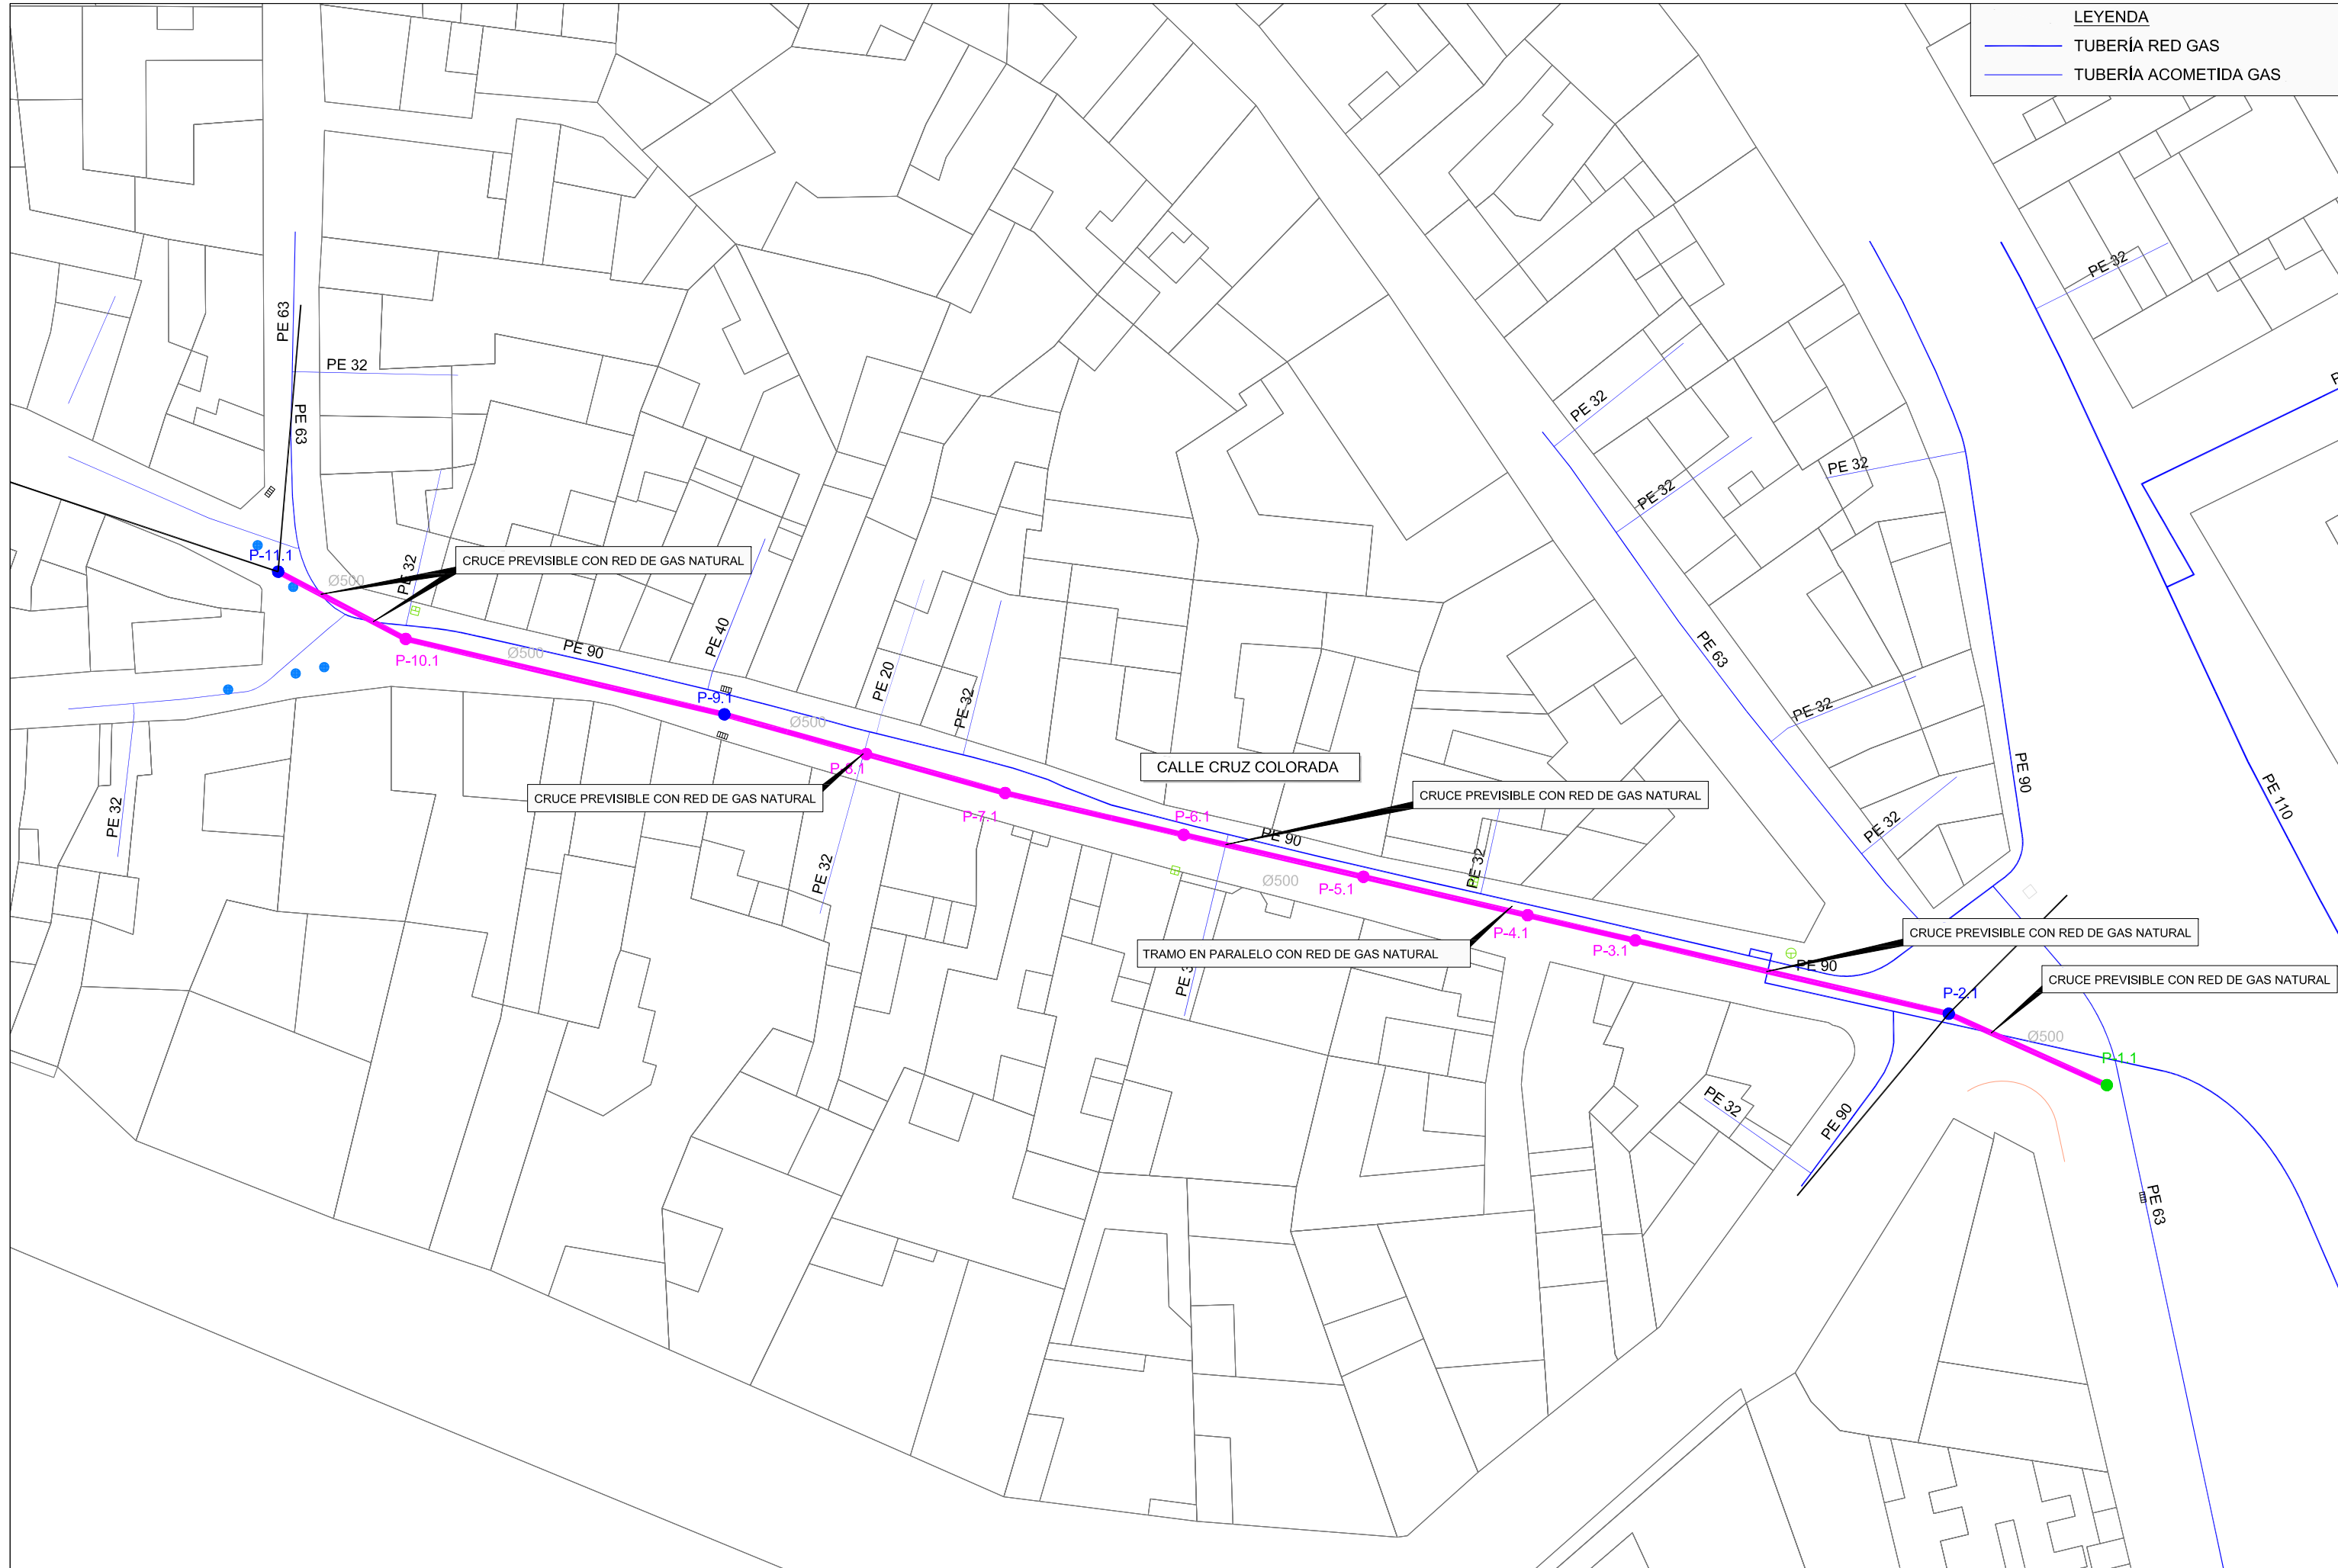 LEYENDA
TUBERÍA RED GAS
TUBERÍA ACOMETIDA GAS
PE 32
PE 63
PE 32
PE 63
PE 32
PE 32
PE 32
P-11.1
Ø500
PE 32
CRUCE PREVISIBLE CON RED DE GAS NATURAL
P-10.1
Ø500
PE 90
PE 40
P-9.1
PE 20
PE 32
Ø500
PE 63
PE 32
PE 90
PE 110
P-8.1
CALLE CRUZ COLORADA
CRUCE PREVISIBLE CON RED DE GAS NATURAL
CRUCE PREVISIBLE CON RED DE GAS NATURAL
P-7.1
P-6.1
PE 90
PE 32
PE 32
PE 32
PE 32
Ø500
P-5.1
P-4.1
P-3.1
TRAMO EN PARALELO CON RED DE GAS NATURAL
CRUCE PREVISIBLE CON RED DE GAS NATURAL
PE 90
CRUCE PREVISIBLE CON RED DE GAS NATURAL
P-2.1
Ø500
P-1.1
PE 32
PE 90
PE 63